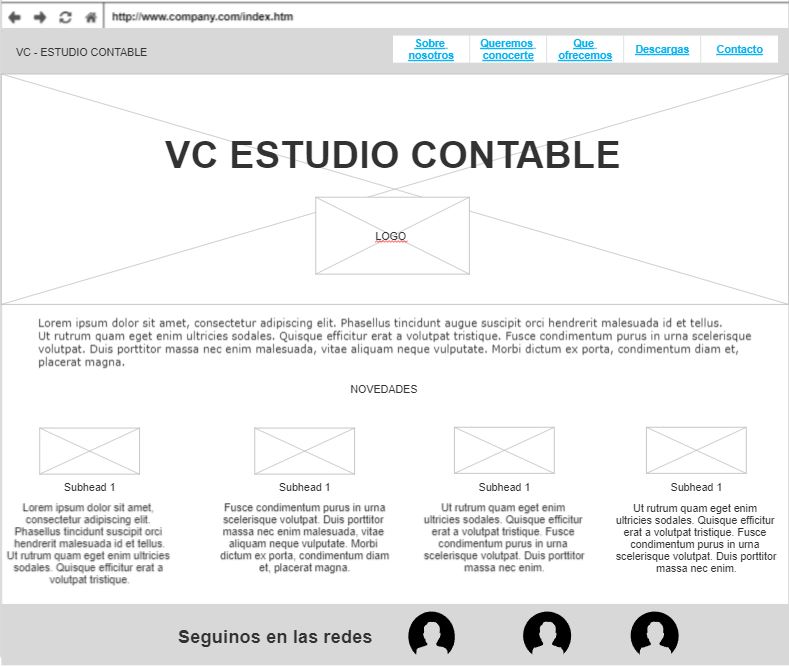 http://www.company.com/index.htm
VC - ESTUDIO CONTABLE
Sobre
nosotros
Queremos
conocerte
Que
ofrecemos
Descargas
Contacto
VC ESTUDIO CONTABLE
LOGO
Lorem ipsum dolor sit amet, consectetur adipiscing elit. Phasellus tincidunt augue suscipit orci hendrerit malesuada id et tellus.
Ut rutrum quam eget enim ultricies sodales. Quisque efficitur erat a volutpat tristique. Fusce condimentum purus in urna scelerisque
volutpat. Duis porttitor massa nec enim malesuada, vitae aliquam neque vulputate. Morbi dictum ex porta, condimentum diam et,
placerat magna.
NOVEDADES
Subhead 1
Lorem ipsum dolor sit amet,
consectetur adipiscing elit.
Phasellus tincidunt suscipit orci
hendrerit malesuada id et tellus.
Ut rutrum quam eget enim ultricies
sodales. Quisque efficitur erat a
volutpat tristique.
Subhead 1
Fusce condimentum purus in urna
scelerisque volutpat. Duis porttitor
massa nec enim malesuada, vitae
aliquam neque vulputate. Morbi
dictum ex porta, condimentum diam
et, placerat magna.
Subhead 1
Ut rutrum quam eget enim
ultricies sodales. Quisque efficitur
erat a volutpat tristique. Fusce
condimentum purus in urna
scelerisque volutpat. Duis porttitor
massa nec enim.
Subhead 1
Ut rutrum quam eget enim
ultricies sodales. Quisque efficitur
erat a volutpat tristique. Fusce
condimentum purus in urna
scelerisque volutpat. Duis porttitor
massa nec enim.
Seguinos en las redes